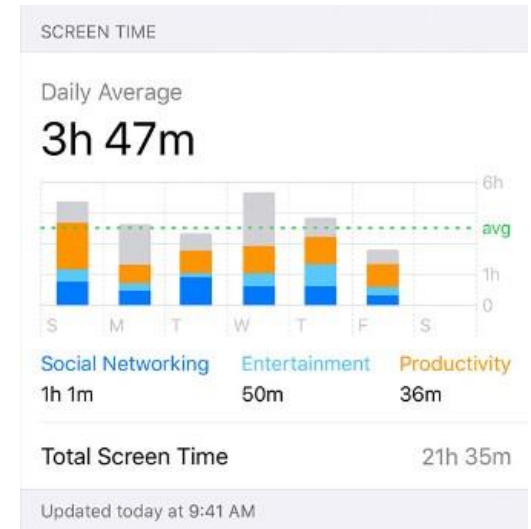 SCREEN TIME
Daily Average
3h 47m
6h
avg
1h
0
S M T W T F S
Social Networking Entertainment Productivity
1h 1m 50m 36m
Total Screen Time 21h 35m
Updated today at 9:41 AM